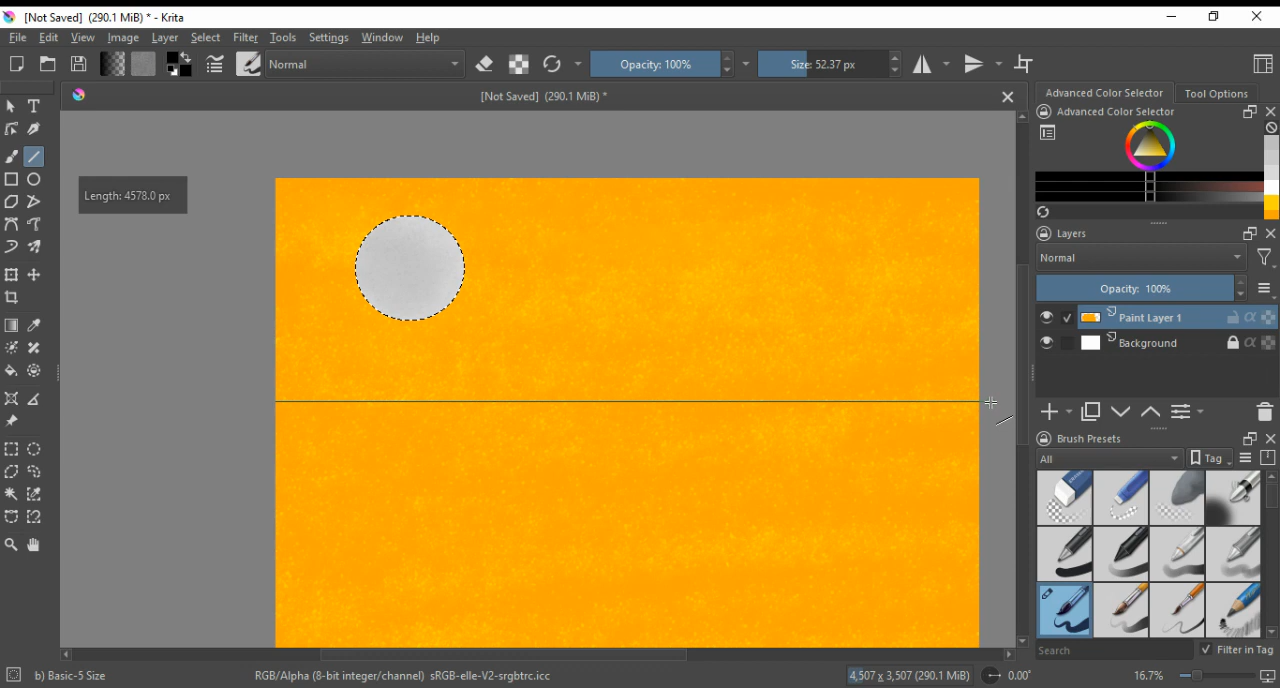 [Not Saved] (290.1 MiB) * - Krita
File Edit View Image Layer Select Filter Tools Settings Window Help
Normal Opacity: 100% Size: 52.37 px
[Not Saved] (290.1 MiB) *
Advanced Color Selector Tool Options
Advanced Color Selector
Length: 4578.0 px
Layers
Normal
Opacity: 100%
Paint Layer 1
Background
Brush Presets
All Tag
Search Filter in Tag
b) Basic-5 Size RGB/Alpha (8-bit integer/channel) sRGB-elle-V2-srgbtrc.icc 4,507 x 3,507 (290.1 MiB) 0.00° 16.7%